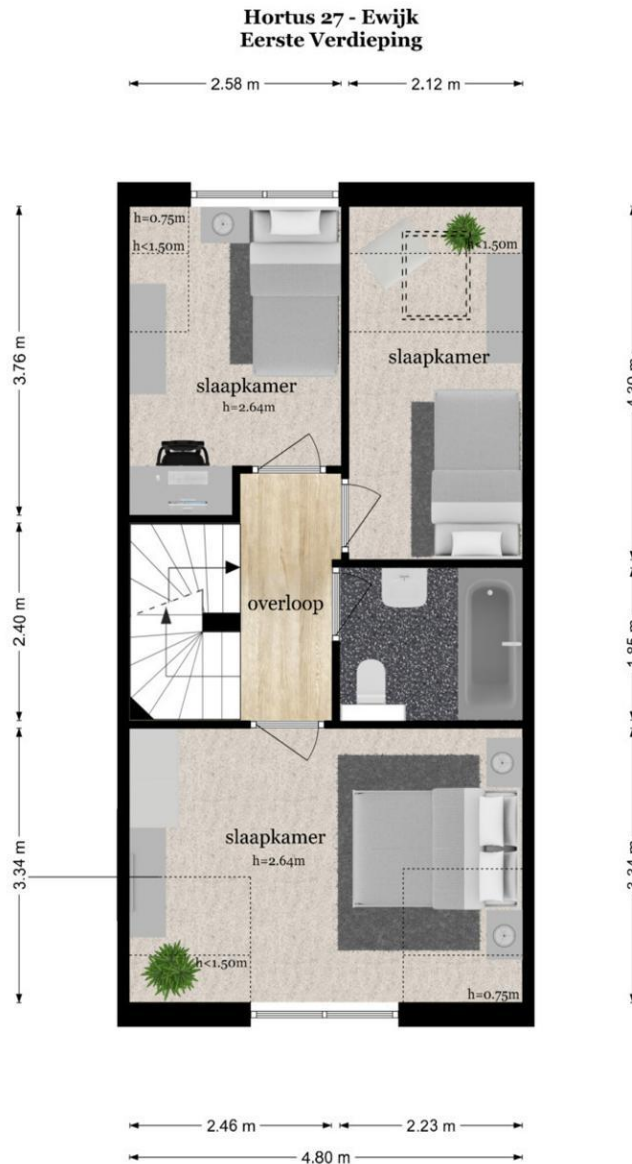 Hortus 27 - Ewijk
Eerste Verdieping
2.58 m
2.12 m
h=0.75m
h<1.50m
h<1.50m
3.76 m
slaapkamer
h=2.64m
slaapkamer
2.40 m
overloop
3.34 m
slaapkamer
h=2.64m
h<1.50m
h=0.75m
2.46 m
2.23 m
4.80 m